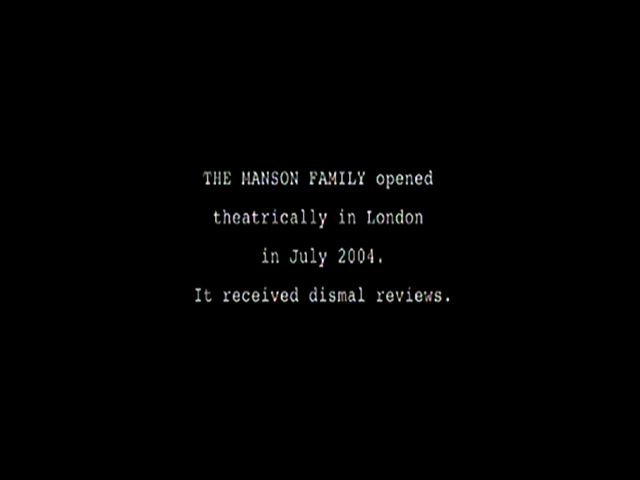 THE MANSON FAMILY opened
theatrically in London
in July 2004.
It received dismal reviews.